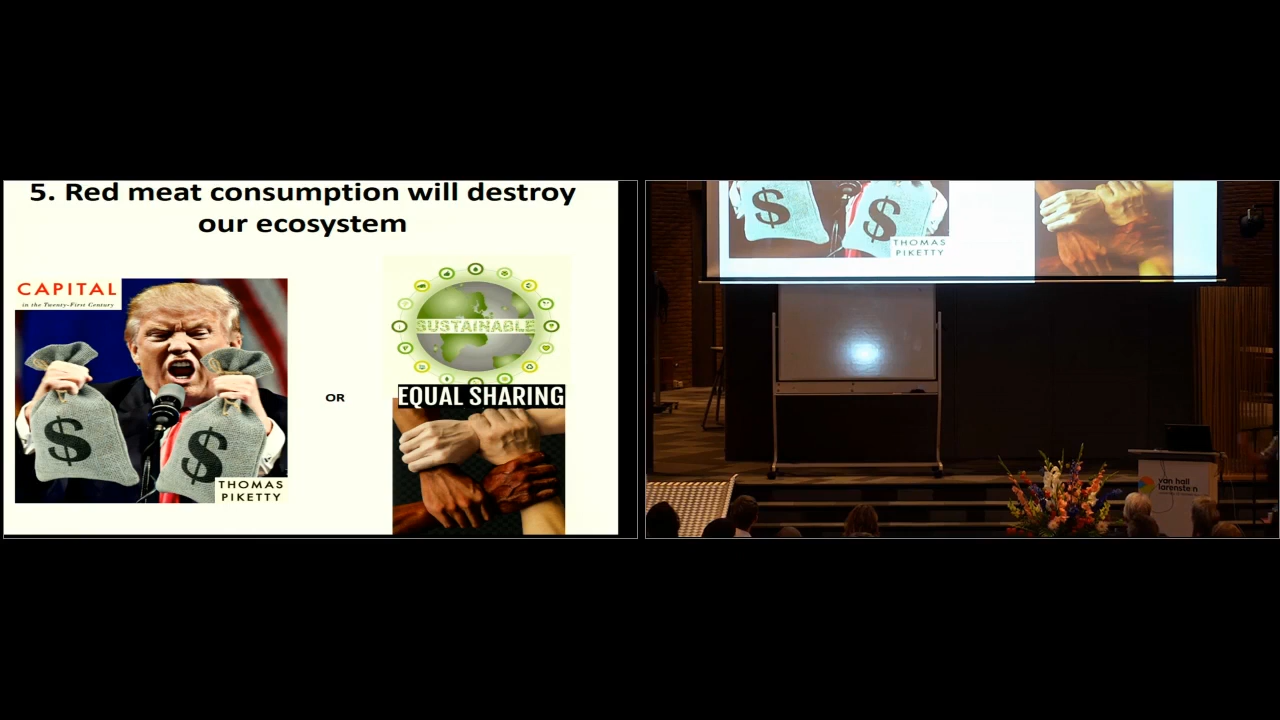 5. Red meat consumption will destroy
our ecosystem
CAPITAL
in the Twenty-First Century
$
$
THOMAS
PIKETTY
OR
SUSTAINABLE
EQUAL SHARING
$
$
THOMAS
PIKETTY
van hall
larenstein